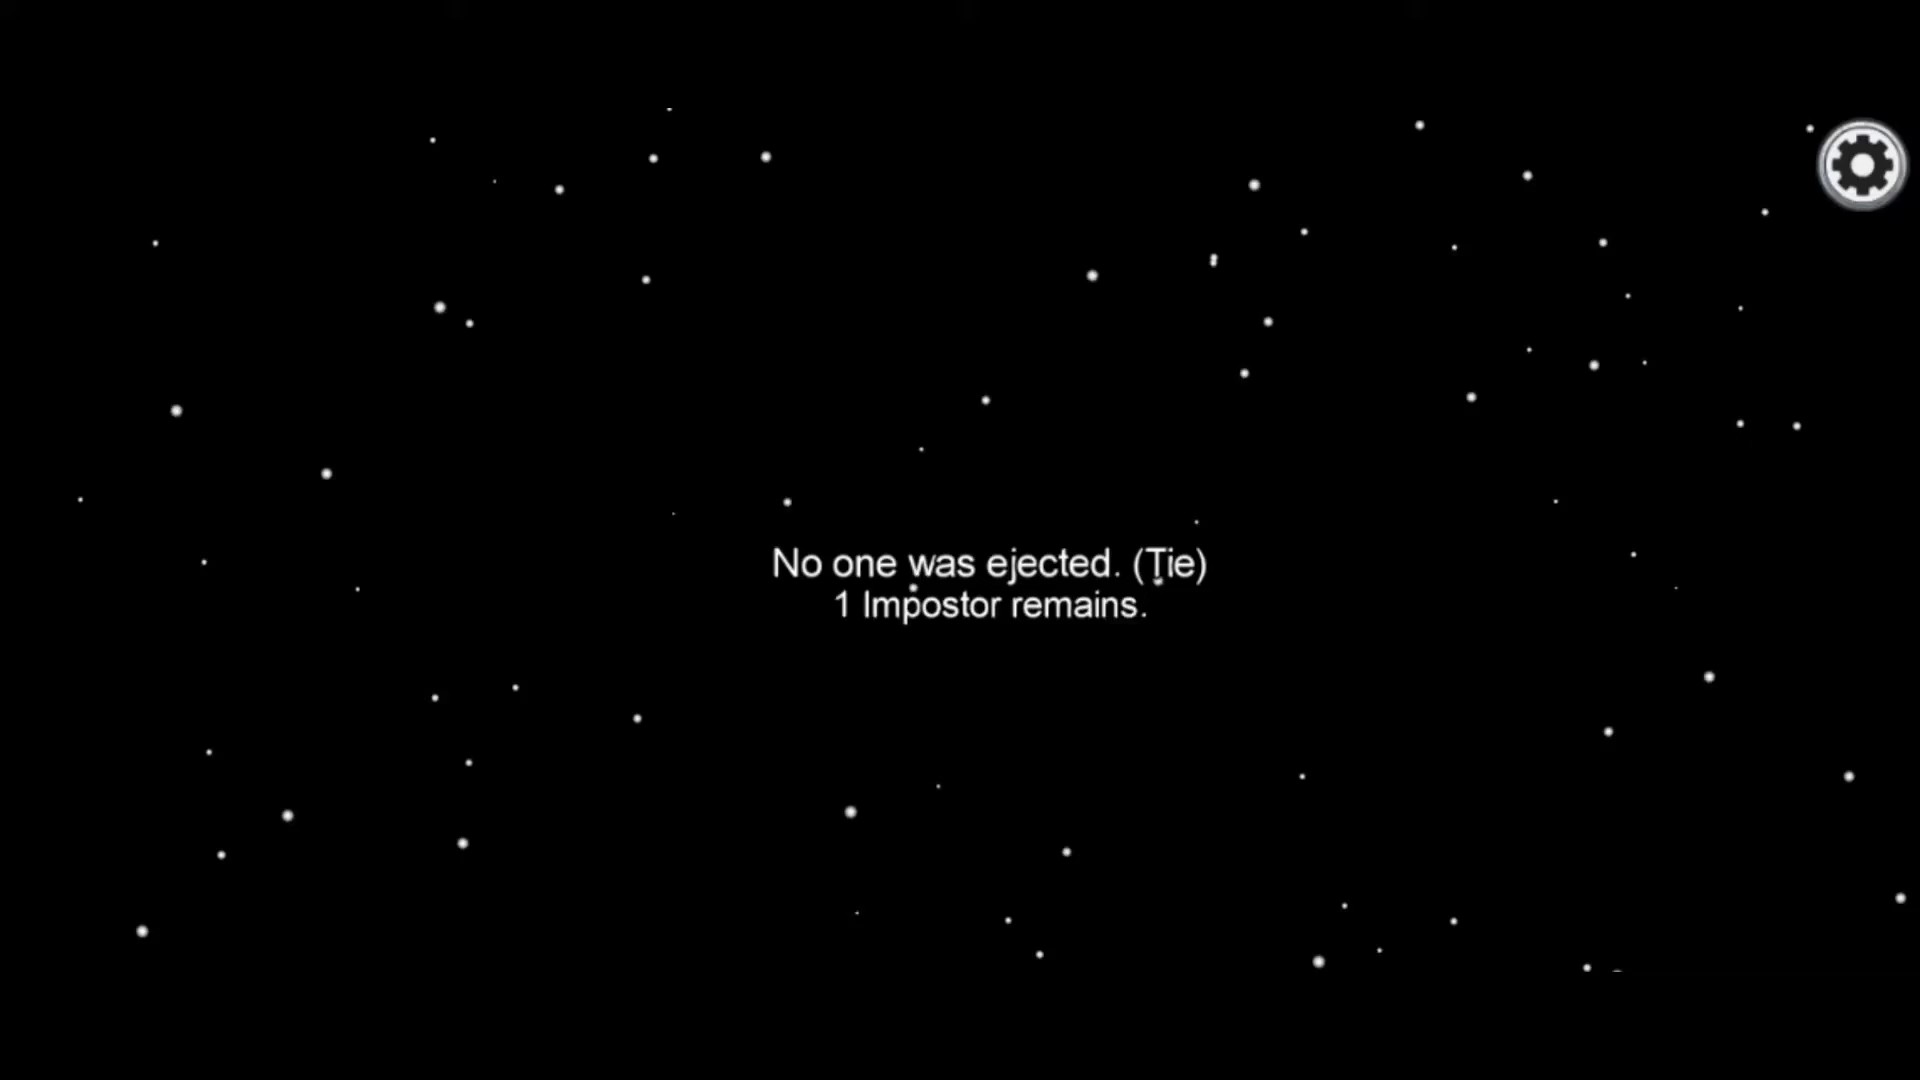 No one was ejected. (Tie)
1 Impostor remains.